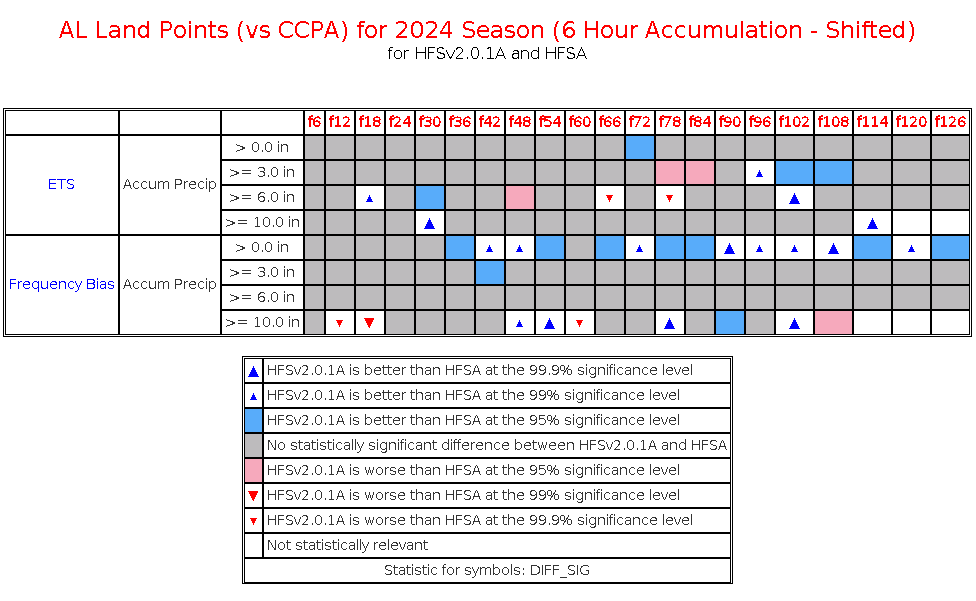 AL Land Points (vs CCPA) for 2024 Season (6 Hour Accumulation - Shifted)
for HFSv2.0.1A and HFSA
f6 f12 f18 f24 f30 f36 f42 f48 f54 f60 f66 f72 f78 f84 f90 f96 f102 f108 f114 f120 f126
ETS Accum Precip
> 0.0 in
>= 3.0 in
>= 6.0 in
>= 10.0 in
Frequency Bias Accum Precip
> 0.0 in
>= 3.0 in
>= 6.0 in
>= 10.0 in
HFSv2.0.1A is better than HFSA at the 99.9% significance level
HFSv2.0.1A is better than HFSA at the 99% significance level
HFSv2.0.1A is better than HFSA at the 95% significance level
No statistically significant difference between HFSv2.0.1A and HFSA
HFSv2.0.1A is worse than HFSA at the 95% significance level
HFSv2.0.1A is worse than HFSA at the 99% significance level
HFSv2.0.1A is worse than HFSA at the 99.9% significance level
Not statistically relevant
Statistic for symbols: DIFF_SIG